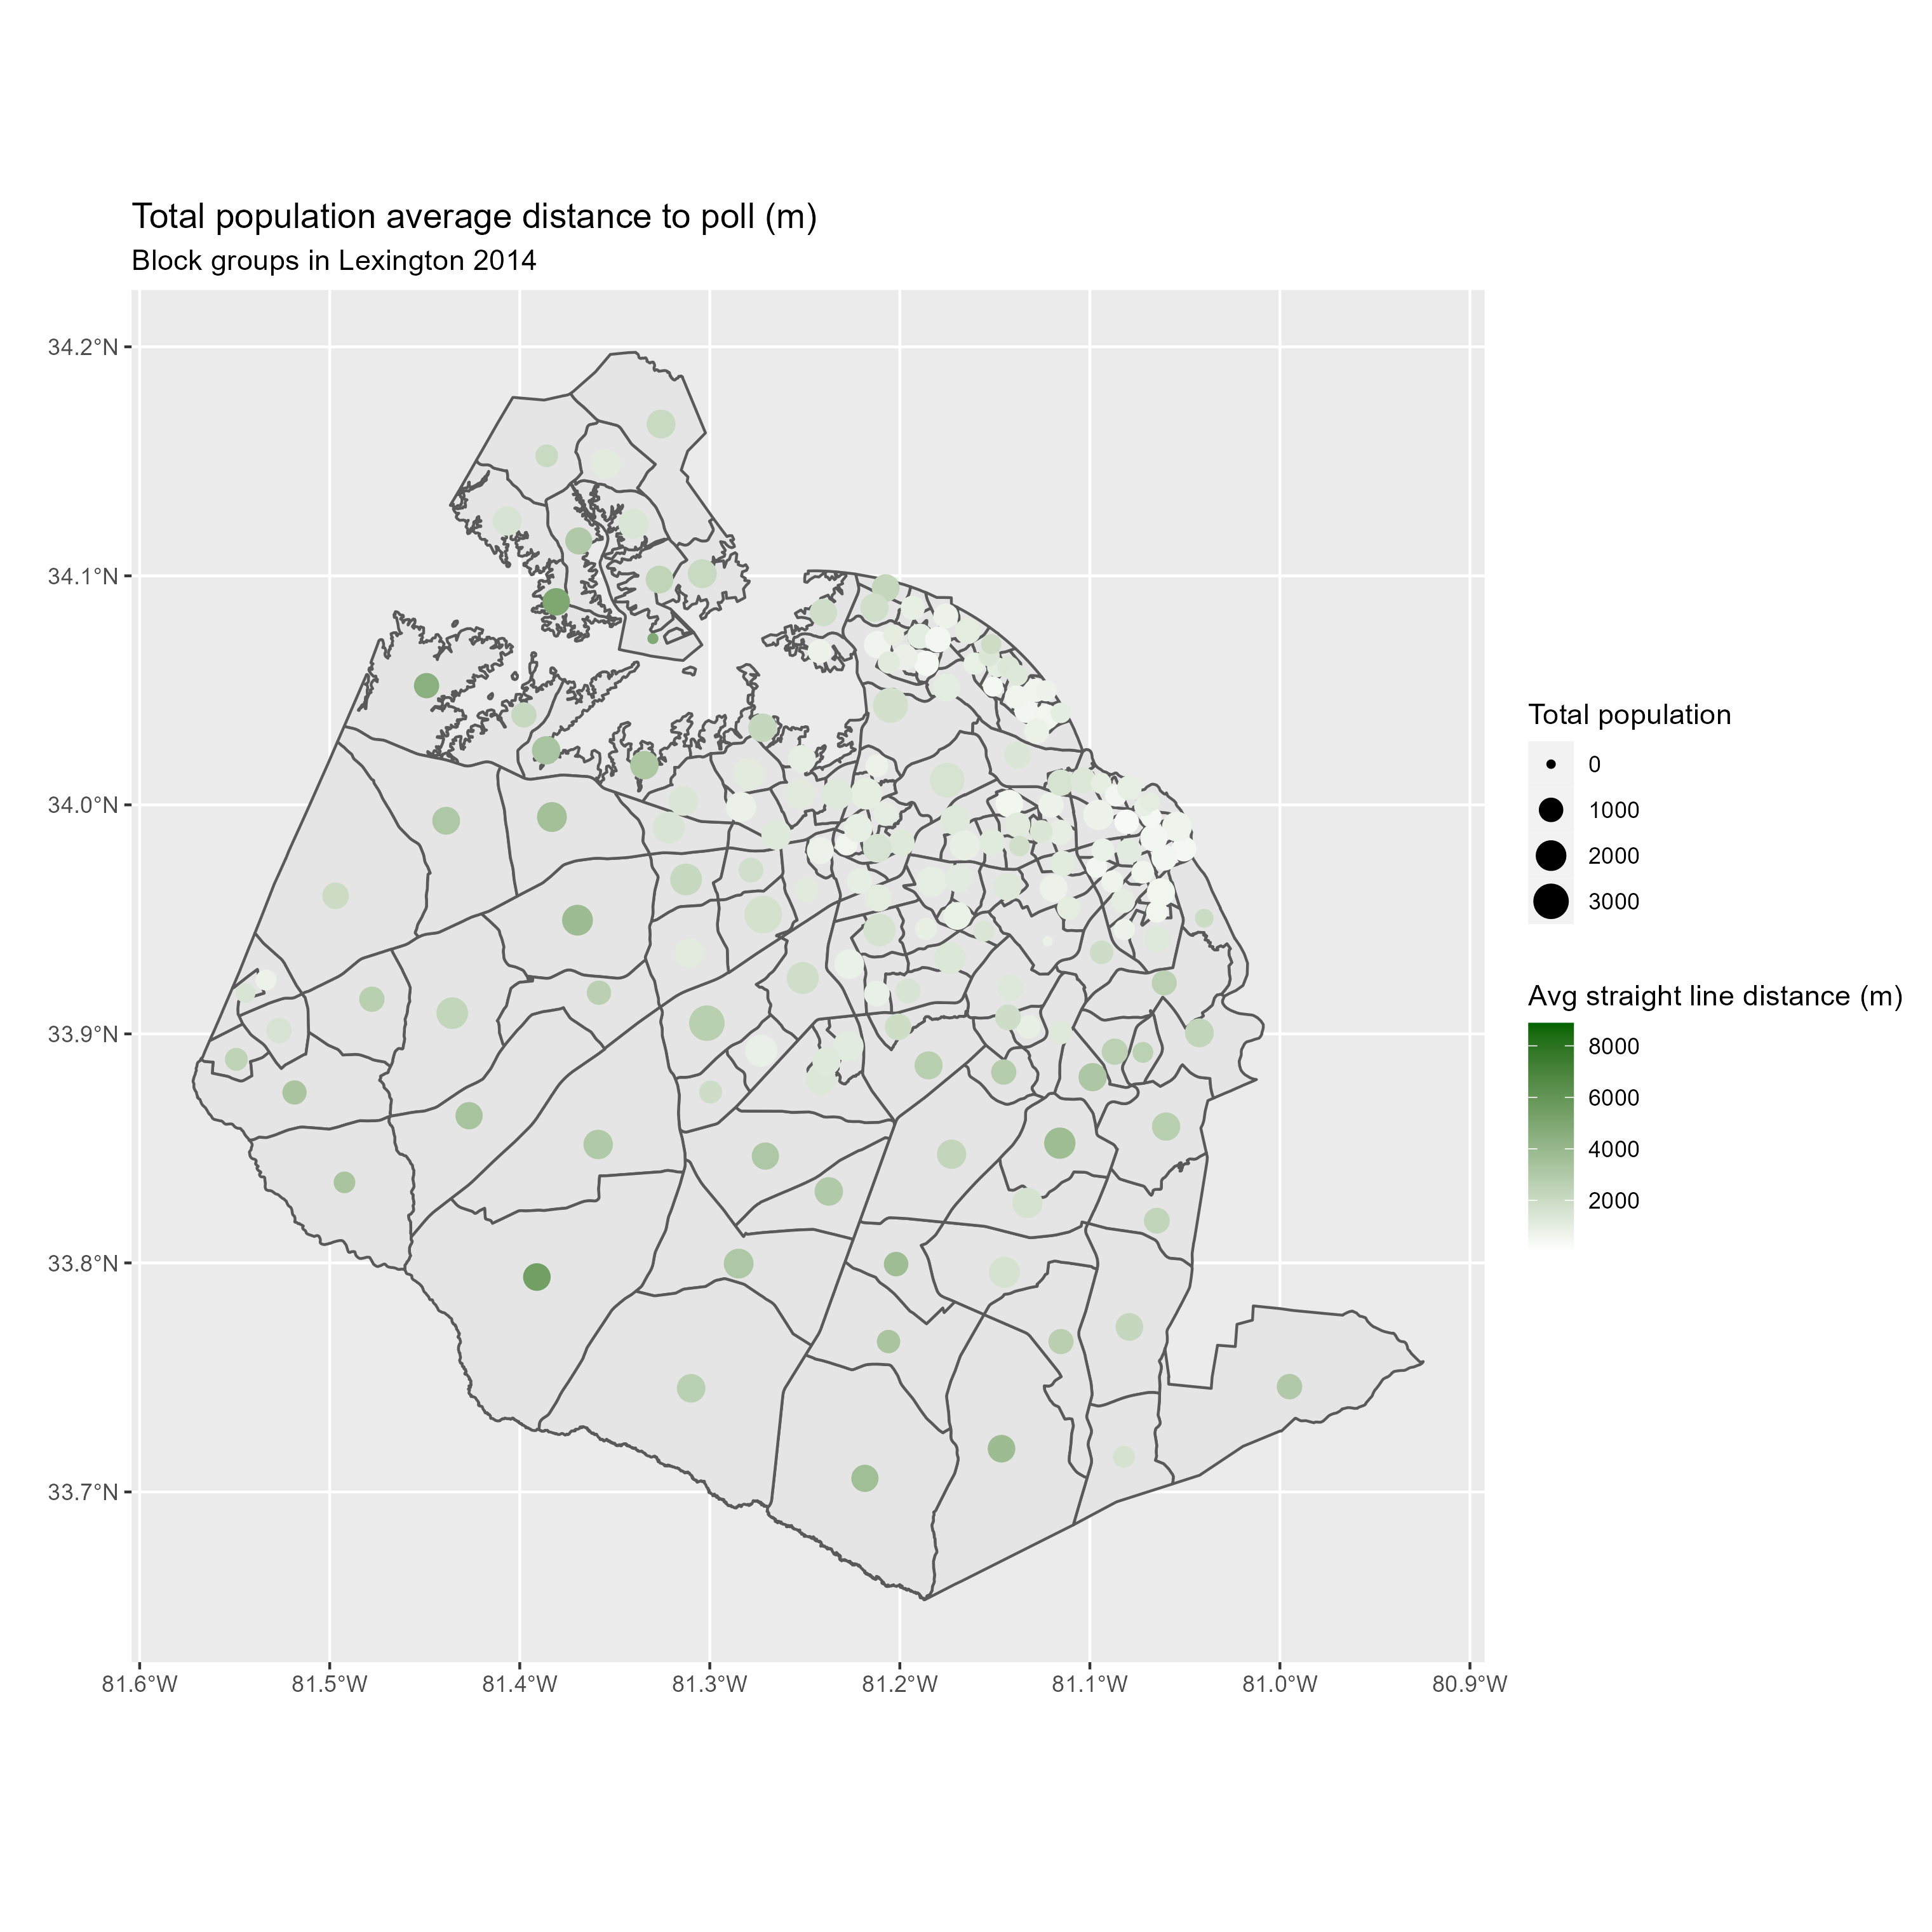 Total population average distance to poll (m)
Block groups in Lexington 2014
34.2°N
34.1°N
34.0°N
33.9°N
33.8°N
33.7°N
81.6°W
81.5°W
81.4°W
81.3°W
81.2°W
81.1°W
81.0°W
80.9°W
Total population
0
1000
2000
3000
Avg straight line distance (m)
8000
6000
4000
2000